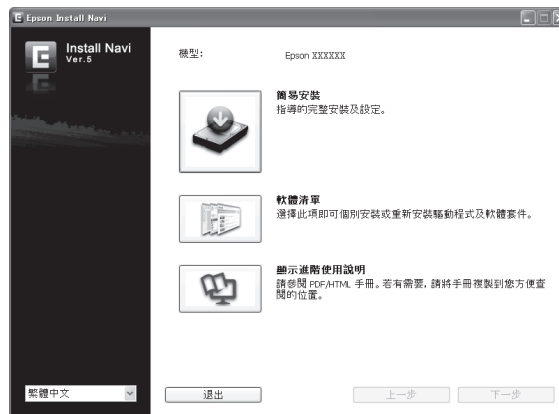 Epson Install Navi
Install Navi
Ver.5
機型:
Epson XXXXXX
簡易安裝
指導的完整安裝及設定。
軟體清單
選擇此項即可個別安裝或重新安裝驅動程式及軟體套件。
顯示進階使用說明
請參閱 PDF/HTML 手冊。若有需要, 請將手冊複製到您方便查
閱的位置。
繁體中文
退出
上一步
下一步